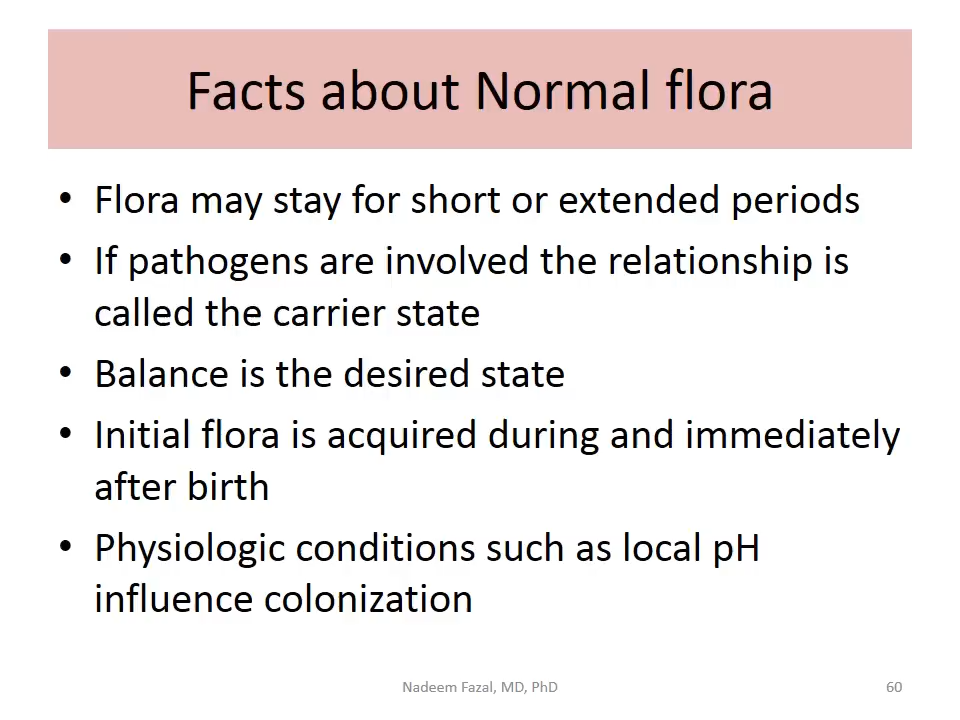 Facts about Normal flora
• Flora may stay for short or extended periods
• If pathogens are involved the relationship is
called the carrier state
• Balance is the desired state
• Initial flora is acquired during and immediately
after birth
• Physiologic conditions such as local pH
influence colonization
Nadeem Fazal, MD, PhD
60